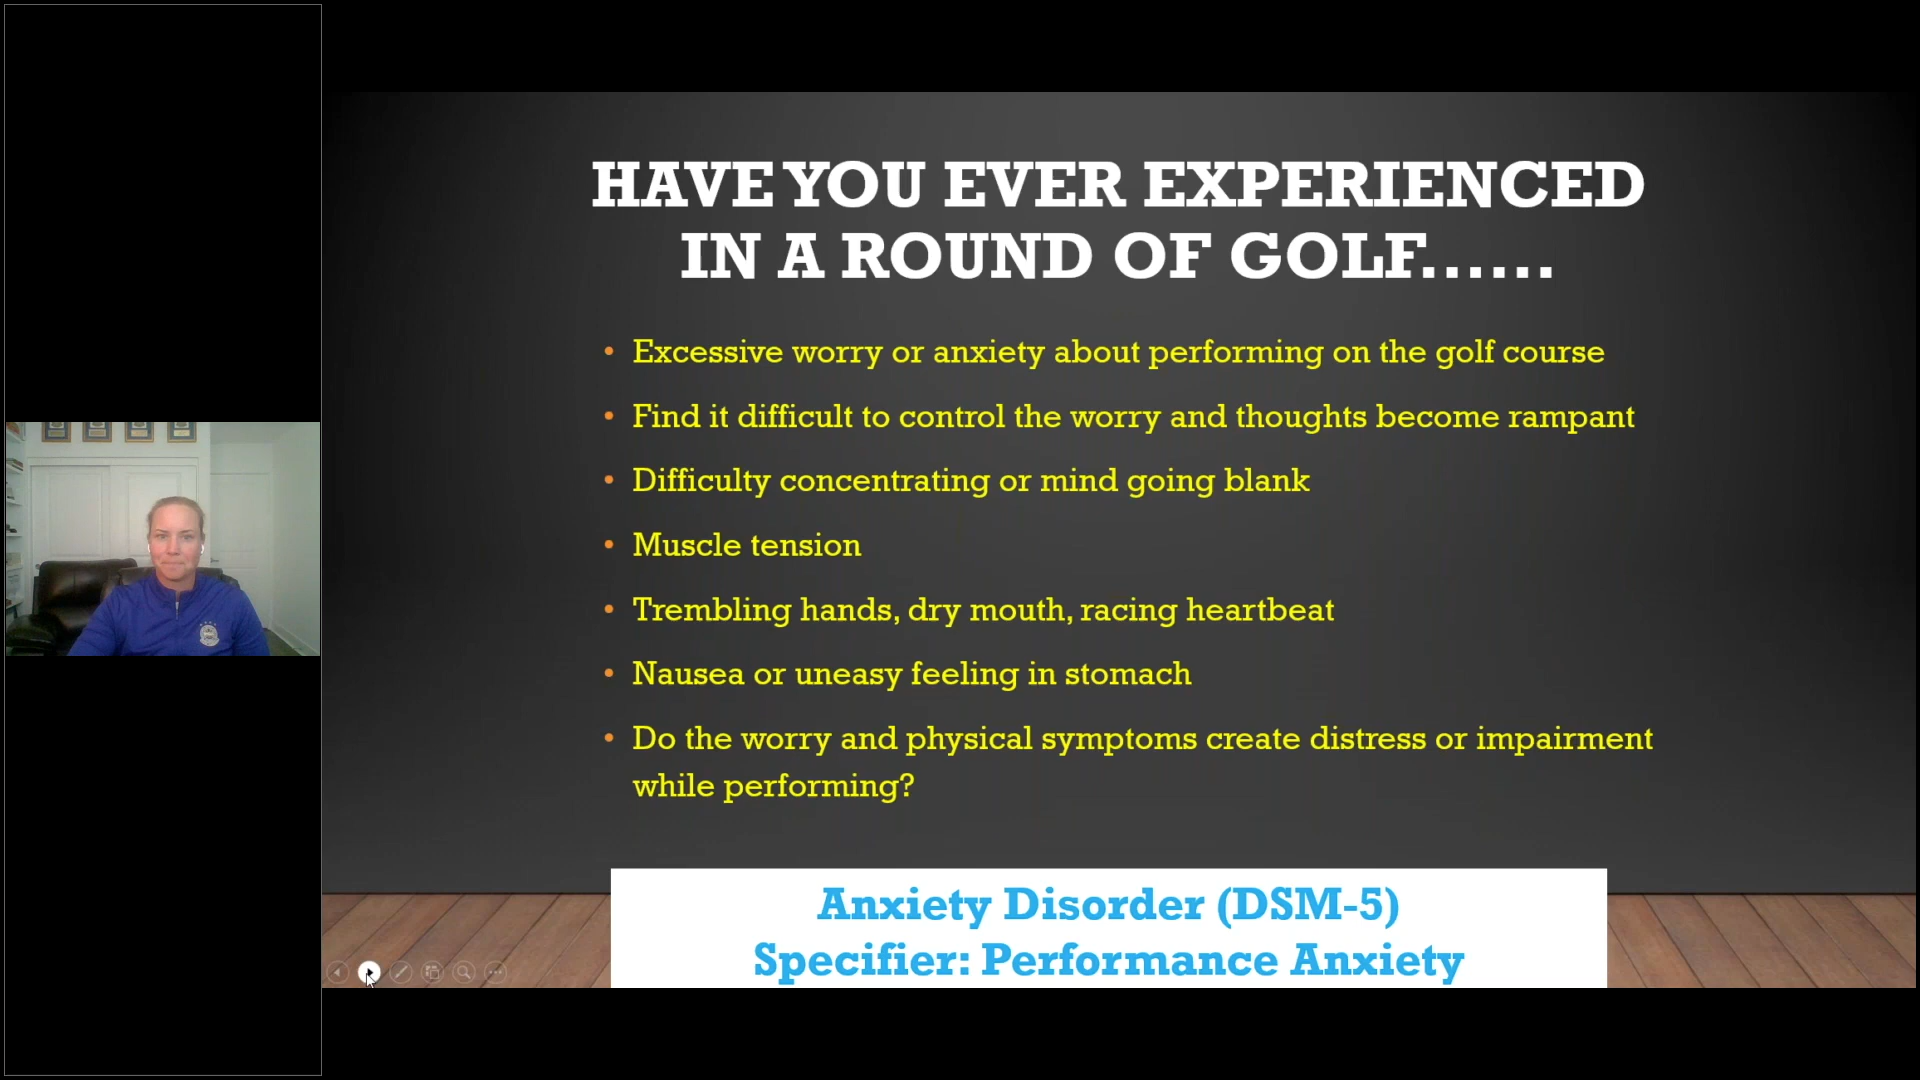 HAVE YOU EVER EXPERIENCED
IN A ROUND OF GOLF......
• Excessive worry or anxiety about performing on the golf course
• Find it difficult to control the worry and thoughts become rampant
• Difficulty concentrating or mind going blank
• Muscle tension
• Trembling hands, dry mouth, racing heartbeat
• Nausea or uneasy feeling in stomach
• Do the worry and physical symptoms create distress or impairment
while performing?
Anxiety Disorder (DSM-5)
Specifier: Performance Anxiety